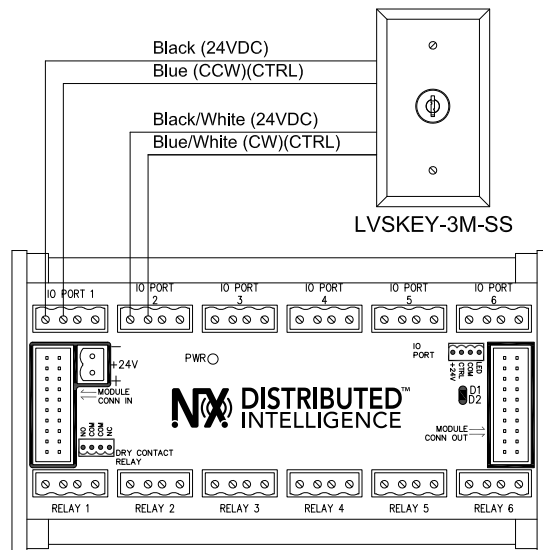 Black (24VDC)
Blue (CCW)(CTRL)
Black/White (24VDC)
Blue/White (CW)(CTRL)
LVSKEY-3M-SS
IO PORT 1
IO PORT 2
IO PORT 3
IO PORT 4
IO PORT 5
IO PORT 6
+24V
MODULE CONN IN
PWR
IO PORT
+24V
CTRL
COM
LED
D1
D2
NX DISTRIBUTED INTELLIGENCE™
MODULE CONN OUT
NO
COM
COM
NC
DRY CONTACT RELAY
RELAY 1
RELAY 2
RELAY 3
RELAY 4
RELAY 5
RELAY 6